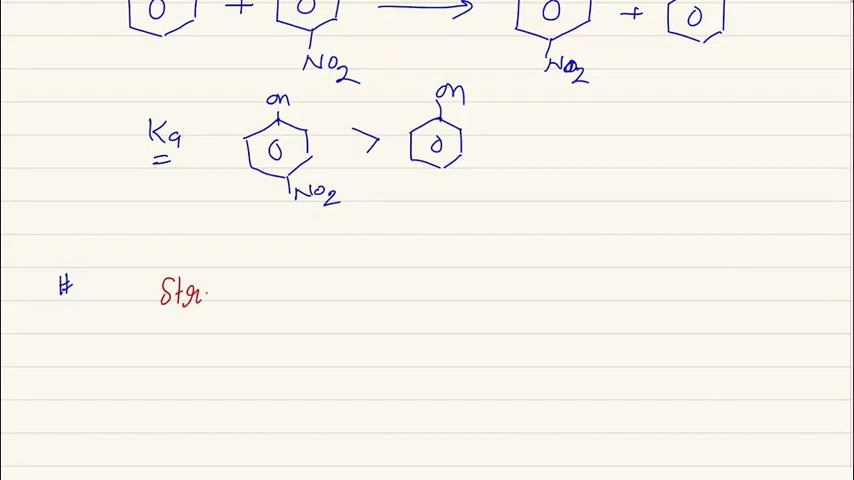 + → +
NO2 NO2
OH OH
Ka >
NO2
# Str